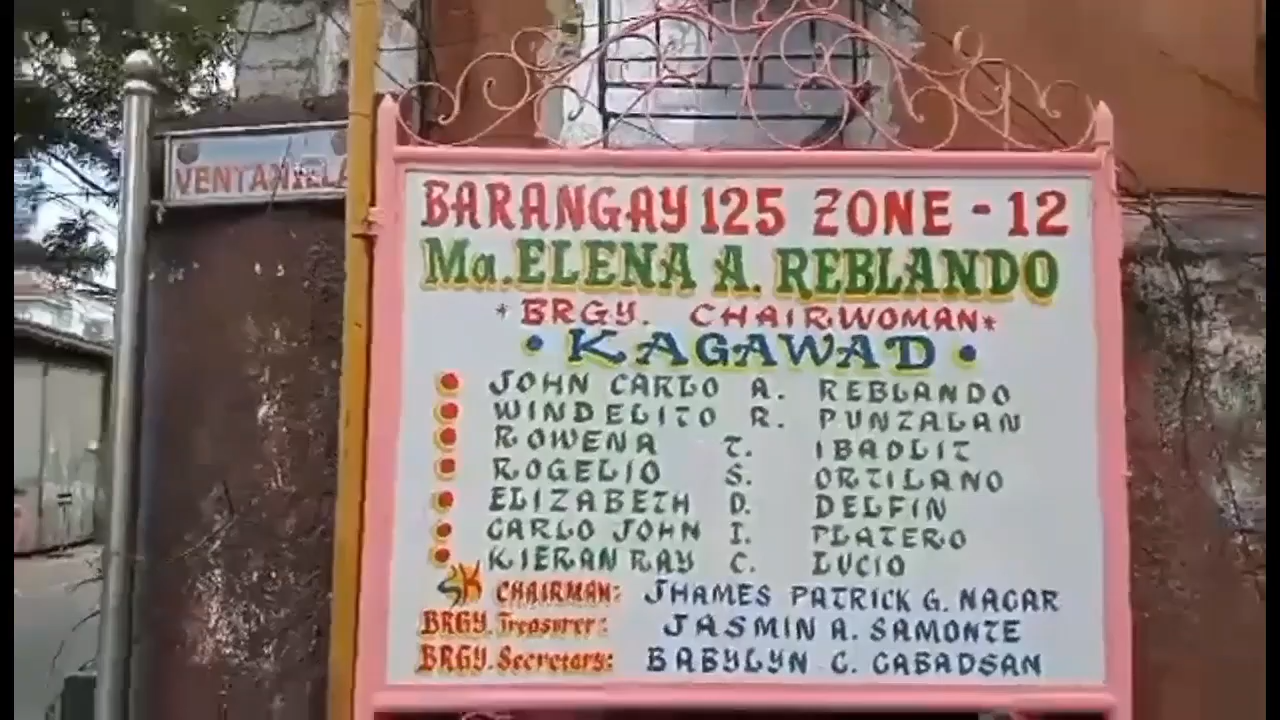 VENTANILLA
BARANGAY 125 ZONE - 12
Ma. ELENA A. REBLANDO
*BRGY. CHAIRWOMAN*
• KAGAWAD •
JOHN CARLO A. REBLANDO
WINDELITO R. PUNZALAN
ROWENA T. IBADLIT
ROGELIO S. ORTILANO
ELIZABETH D. DELFIN
CARLO JOHN I. PLATERO
KIERAN RAY C. LUCIO
SK CHAIRMAN: JHAMES PATRICK G. NACAR
BRGY. Treasurer: JASMIN A. SAMONTE
BRGY. Secretary: BABYLYN C. CABADSAN